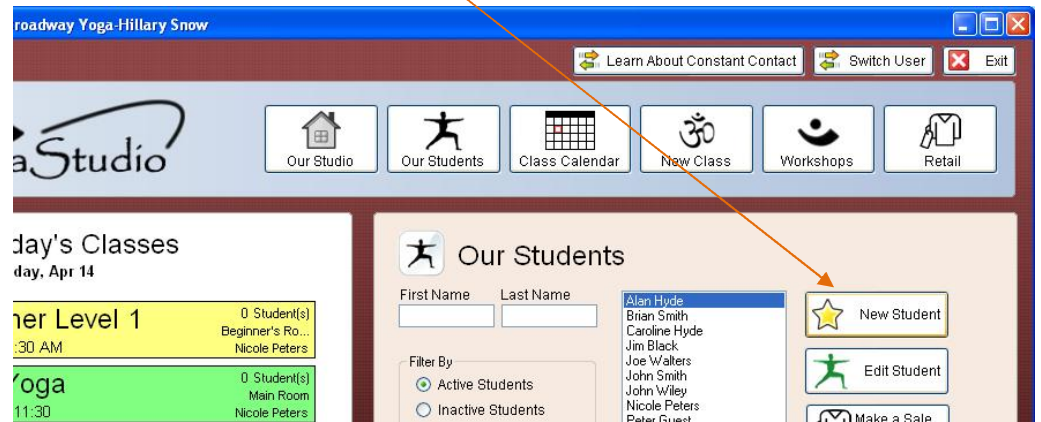 roadway Yoga-Hillary Snow
Learn About Constant Contact
Switch User
Exit
aStudio
Our Studio
Our Students
Class Calendar
New Class
Workshops
Retail
day's Classes
day, Apr 14
ner Level 1
0 Student(s)
Beginner's Ro...
:30 AM
Nicole Peters
Yoga
0 Student(s)
Main Room
11:30
Nicole Peters
Our Students
First Name
Last Name
Filter By
Active Students
Inactive Students
Alan Hyde
Brian Smith
Caroline Hyde
Jim Black
Joe Walters
John Smith
John Wiley
Nicole Peters
Peter Guest
New Student
Edit Student
Make a Sale